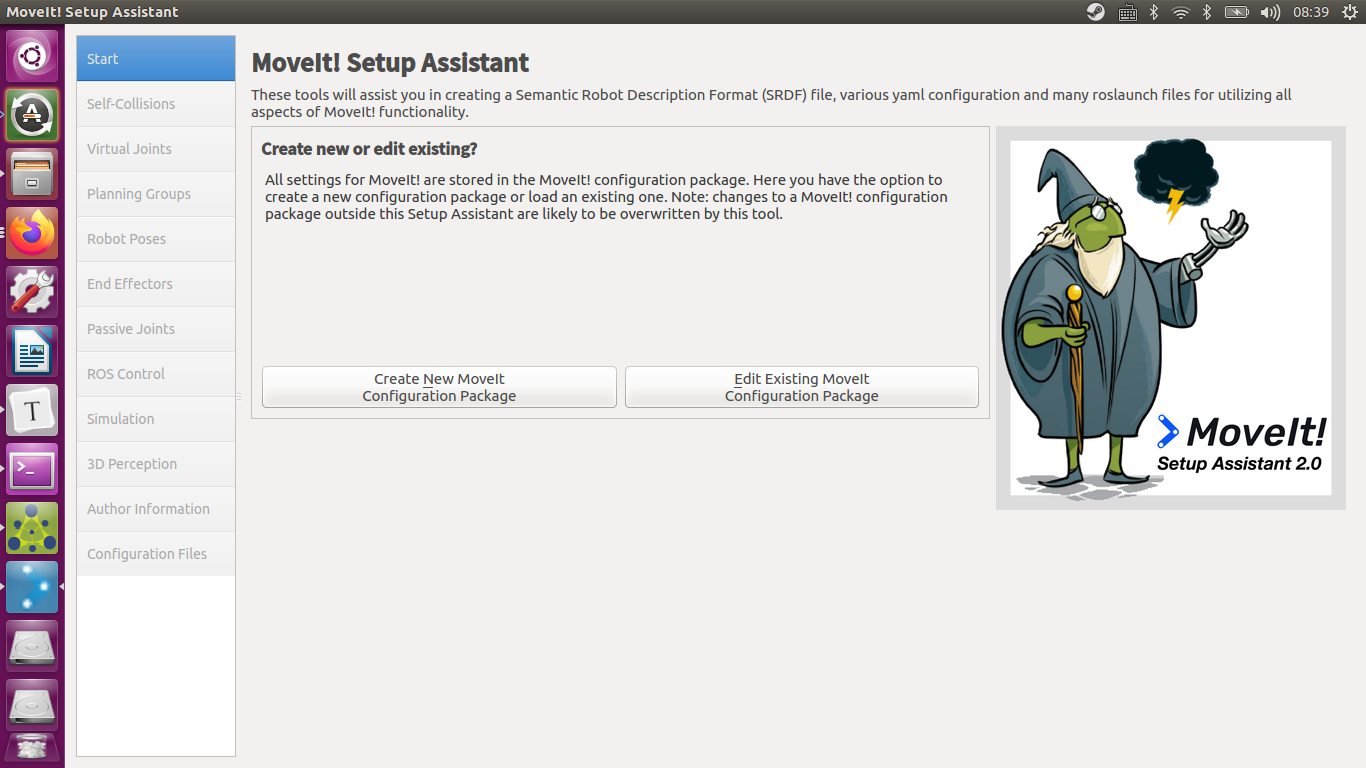 MoveIt! Setup Assistant
08:39
Start
Self-Collisions
Virtual Joints
Planning Groups
Robot Poses
End Effectors
Passive Joints
ROS Control
Simulation
3D Perception
Author Information
Configuration Files
MoveIt! Setup Assistant
These tools will assist you in creating a Semantic Robot Description Format (SRDF) file, various yaml configuration and many roslaunch files for utilizing all
aspects of MoveIt! functionality.
Create new or edit existing?
All settings for MoveIt! are stored in the MoveIt! configuration package. Here you have the option to
create a new configuration package or load an existing one. Note: changes to a MoveIt! configuration
package outside this Setup Assistant are likely to be overwritten by this tool.
Create New MoveIt
Configuration Package
Edit Existing MoveIt
Configuration Package
MoveIt!
Setup Assistant 2.0
A
T
>_